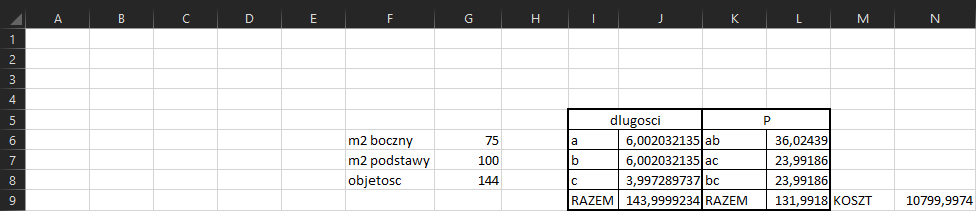 A B C D E F G H I J K L M N
1
2
3
4
5 dlugosci P
6 m2 boczny 75 a 6,002032135 ab 36,02439
7 m2 podstawy 100 b 6,002032135 ac 23,99186
8 objetosc 144 c 3,997289737 bc 23,99186
9 RAZEM 143,9999234 RAZEM 131,9918 KOSZT 10799,9974